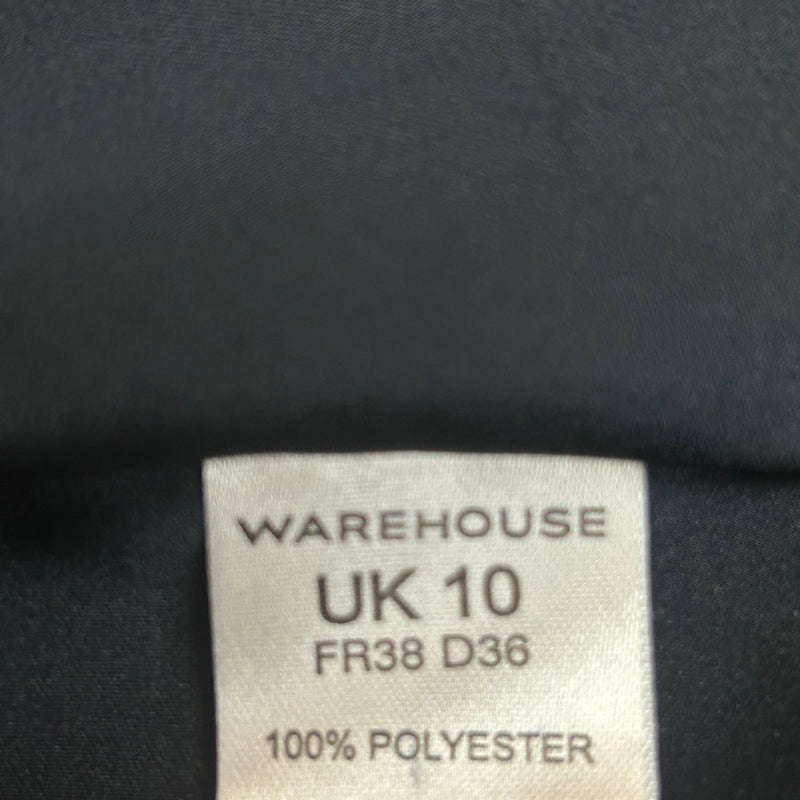 WAREHOUSE
UK 10
FR38 D36
100% POLYESTER